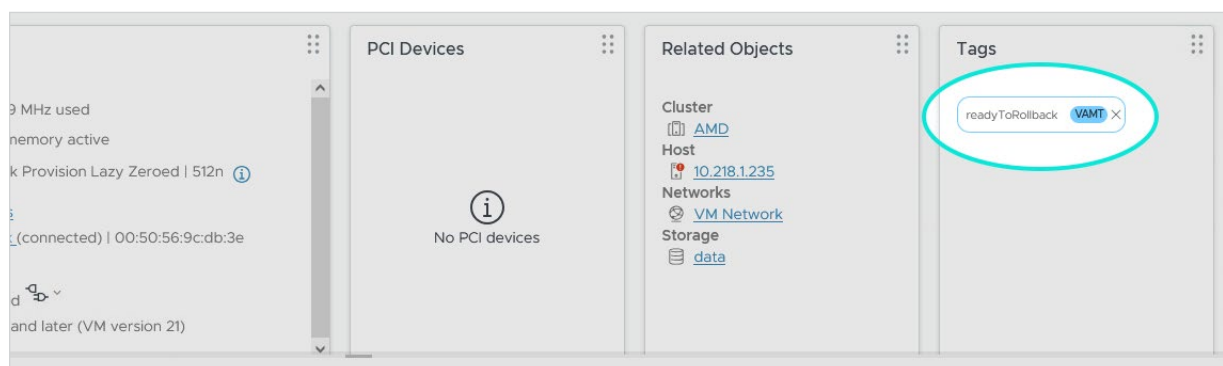 9 MHz used
memory active
k Provision Lazy Zeroed | 512n
s
(connected) | 00:50:56:9c:db:3e
d
and later (VM version 21)
PCI Devices
No PCI devices
Related Objects
Cluster
AMD
Host
10.218.1.235
Networks
VM Network
Storage
data
Tags
readyToRollback VAMT